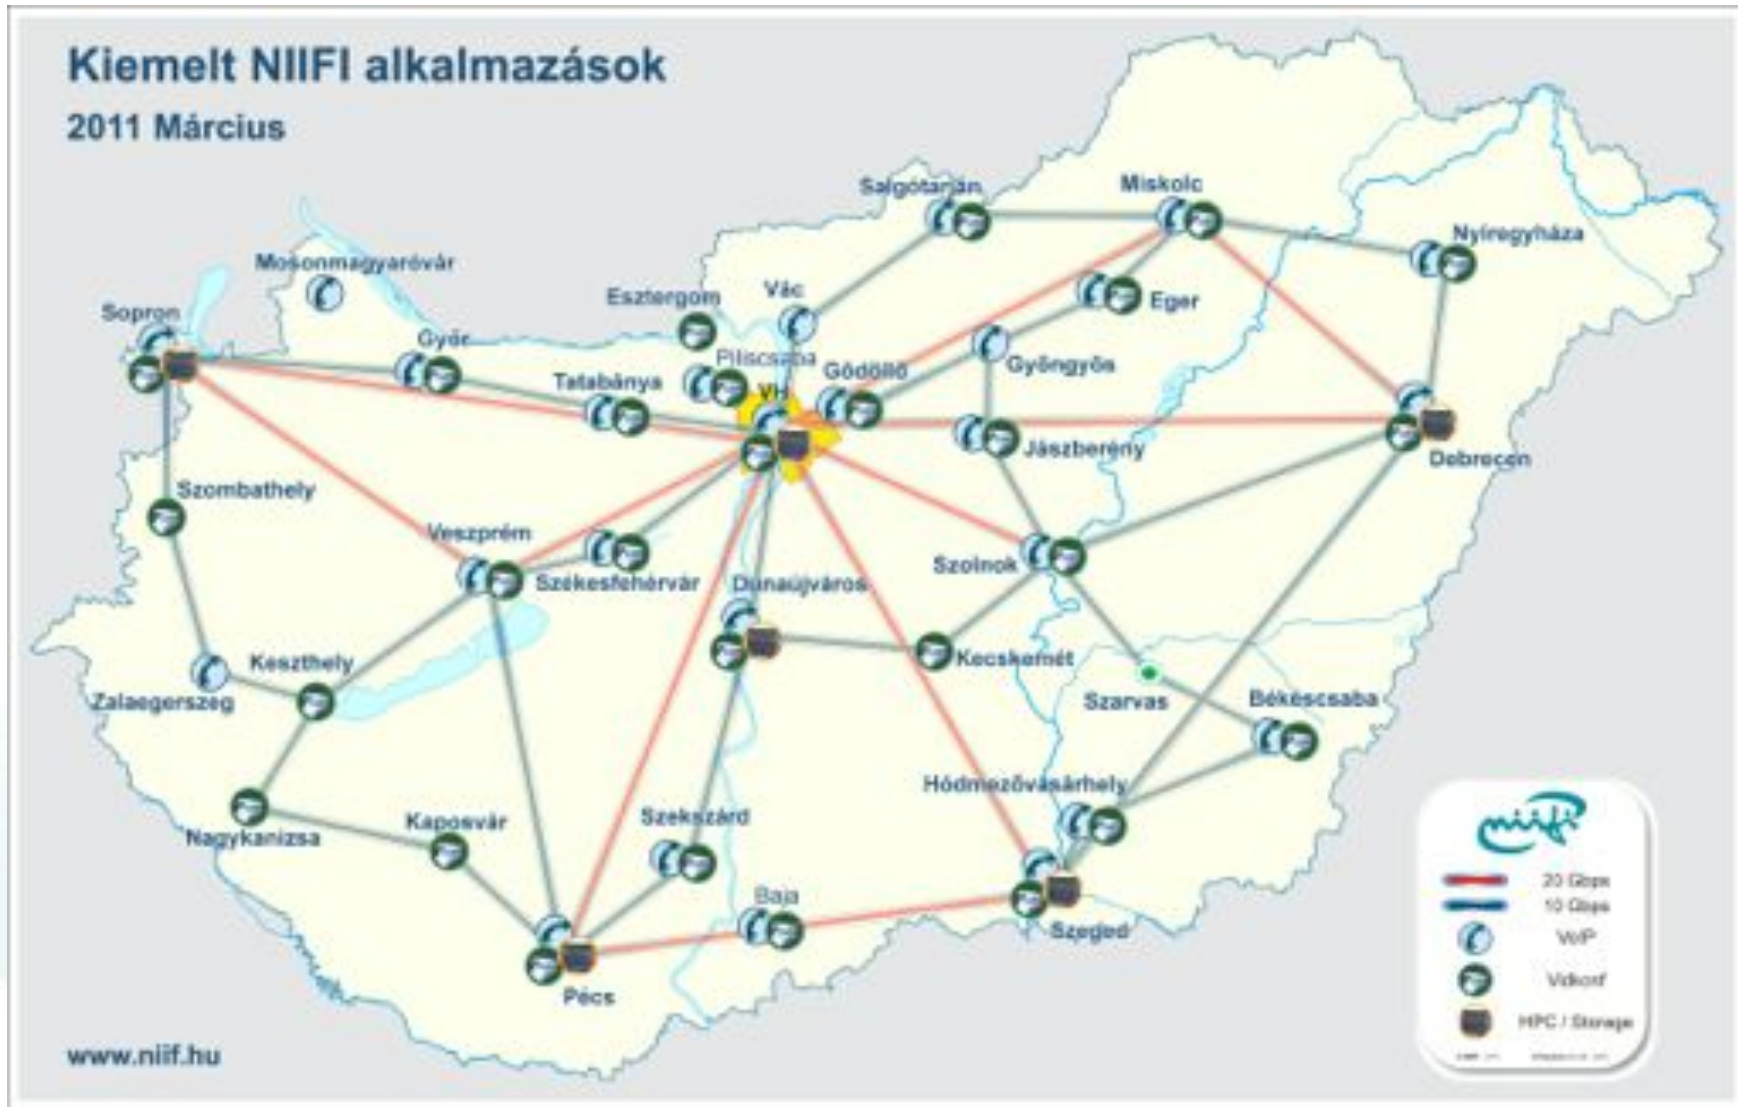 Kiemelt NIIFI alkalmazások
2011 Március
Salgótarján
Miskolc
Nyíregyháza
Mosonmagyaróvár
Sopron
Esztergom
Vác
Eger
Győr
Piliscsaba
Gödöllő
Gyöngyös
Tatabánya
VH
Jászberény
Debrecen
Szombathely
Veszprém
Székesfehérvár
Dunaújváros
Szolnok
Keszthely
Kecskemét
Zalaegerszeg
Szarvas
Békéscsaba
Hódmezővásárhely
Nagykanizsa
Kaposvár
Szekszárd
Baja
Szeged
Pécs
niifi
20 Gbps
10 Gbps
VoIP
Vidkonf
HPC / Storage
www.niif.hu